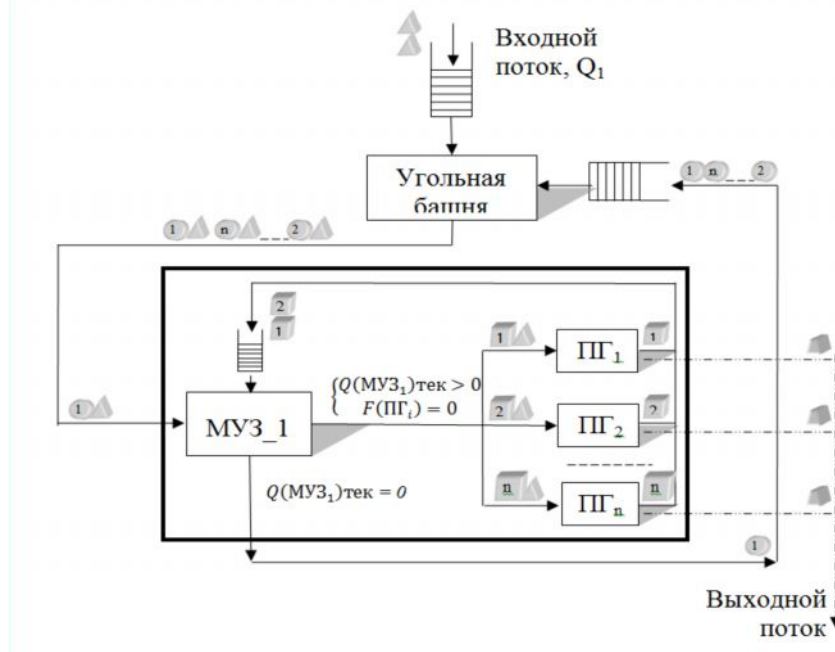 Входной
поток, Q₁
Угольная
башня
1 n 2
1 n 2
2
1
1
МУЗ_1
Q(МУЗ₁)тек > 0
F(ПГᵢ) = 0
Q(МУЗ₁)тек = 0
1 ПГ₁ 1
2 ПГ₂ 2
n ПГₙ n
1
Выходной
поток